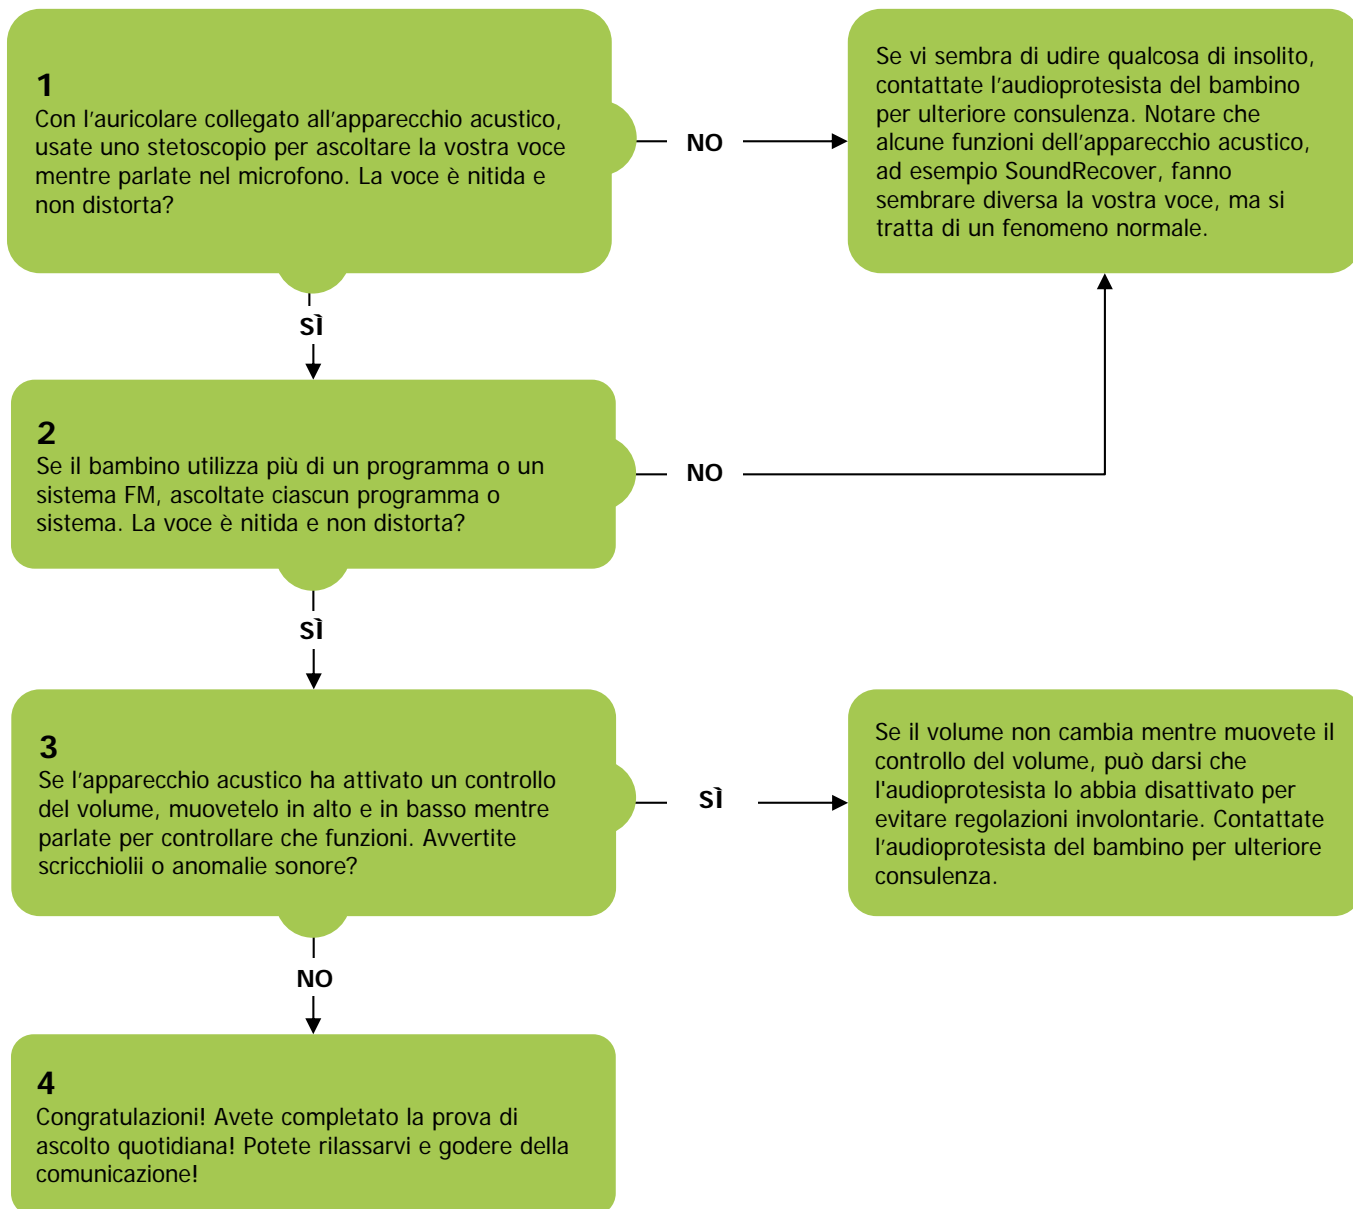 1
Con l'auricolare collegato all'apparecchio acustico,
usate uno stetoscopio per ascoltare la vostra voce
mentre parlate nel microfono. La voce è nitida e
non distorta?
NO
Se vi sembra di udire qualcosa di insolito,
contattate l'audioprotesista del bambino
per ulteriore consulenza. Notare che
alcune funzioni dell'apparecchio acustico,
ad esempio SoundRecover, fanno
sembrare diversa la vostra voce, ma si
tratta di un fenomeno normale.
SÌ
2
Se il bambino utilizza più di un programma o un
sistema FM, ascoltate ciascun programma o
sistema. La voce è nitida e non distorta?
NO
SÌ
3
Se l'apparecchio acustico ha attivato un controllo
del volume, muovetelo in alto e in basso mentre
parlate per controllare che funzioni. Avvertite
scricchiolii o anomalie sonore?
SÌ
Se il volume non cambia mentre muovete il
controllo del volume, può darsi che
l'audioprotesista lo abbia disattivato per
evitare regolazioni involontarie. Contattate
l'audioprotesista del bambino per ulteriore
consulenza.
NO
4
Congratulazioni! Avete completato la prova di
ascolto quotidiana! Potete rilassarvi e godere della
comunicazione!